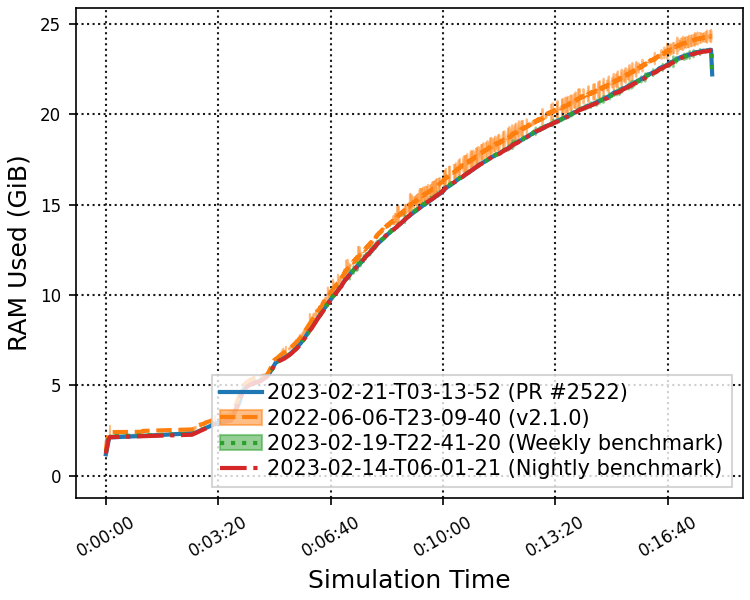 25
20
15
10
5
0
RAM Used (GiB)
2023-02-21-T03-13-52 (PR #2522)
2022-06-06-T23-09-40 (v2.1.0)
2023-02-19-T22-41-20 (Weekly benchmark)
2023-02-14-T06-01-21 (Nightly benchmark)
0:00:00
0:03:20
0:06:40
0:10:00
0:13:20
0:16:40
Simulation Time